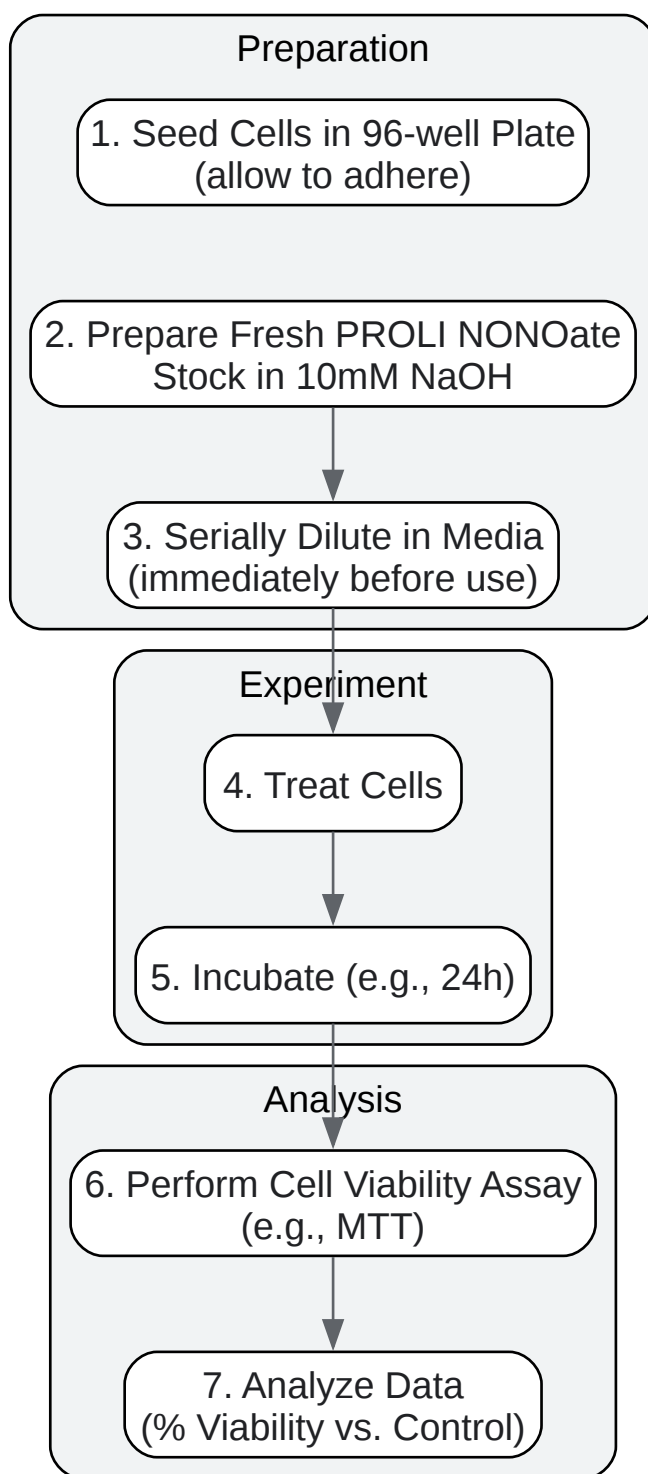 Preparation
1. Seed Cells in 96-well Plate
(allow to adhere)
2. Prepare Fresh PROLI NONOate
Stock in 10mM NaOH
3. Serially Dilute in Media
(immediately before use)
Experiment
4. Treat Cells
5. Incubate (e.g., 24h)
Analysis
6. Perform Cell Viability Assay
(e.g., MTT)
7. Analyze Data
(% Viability vs. Control)